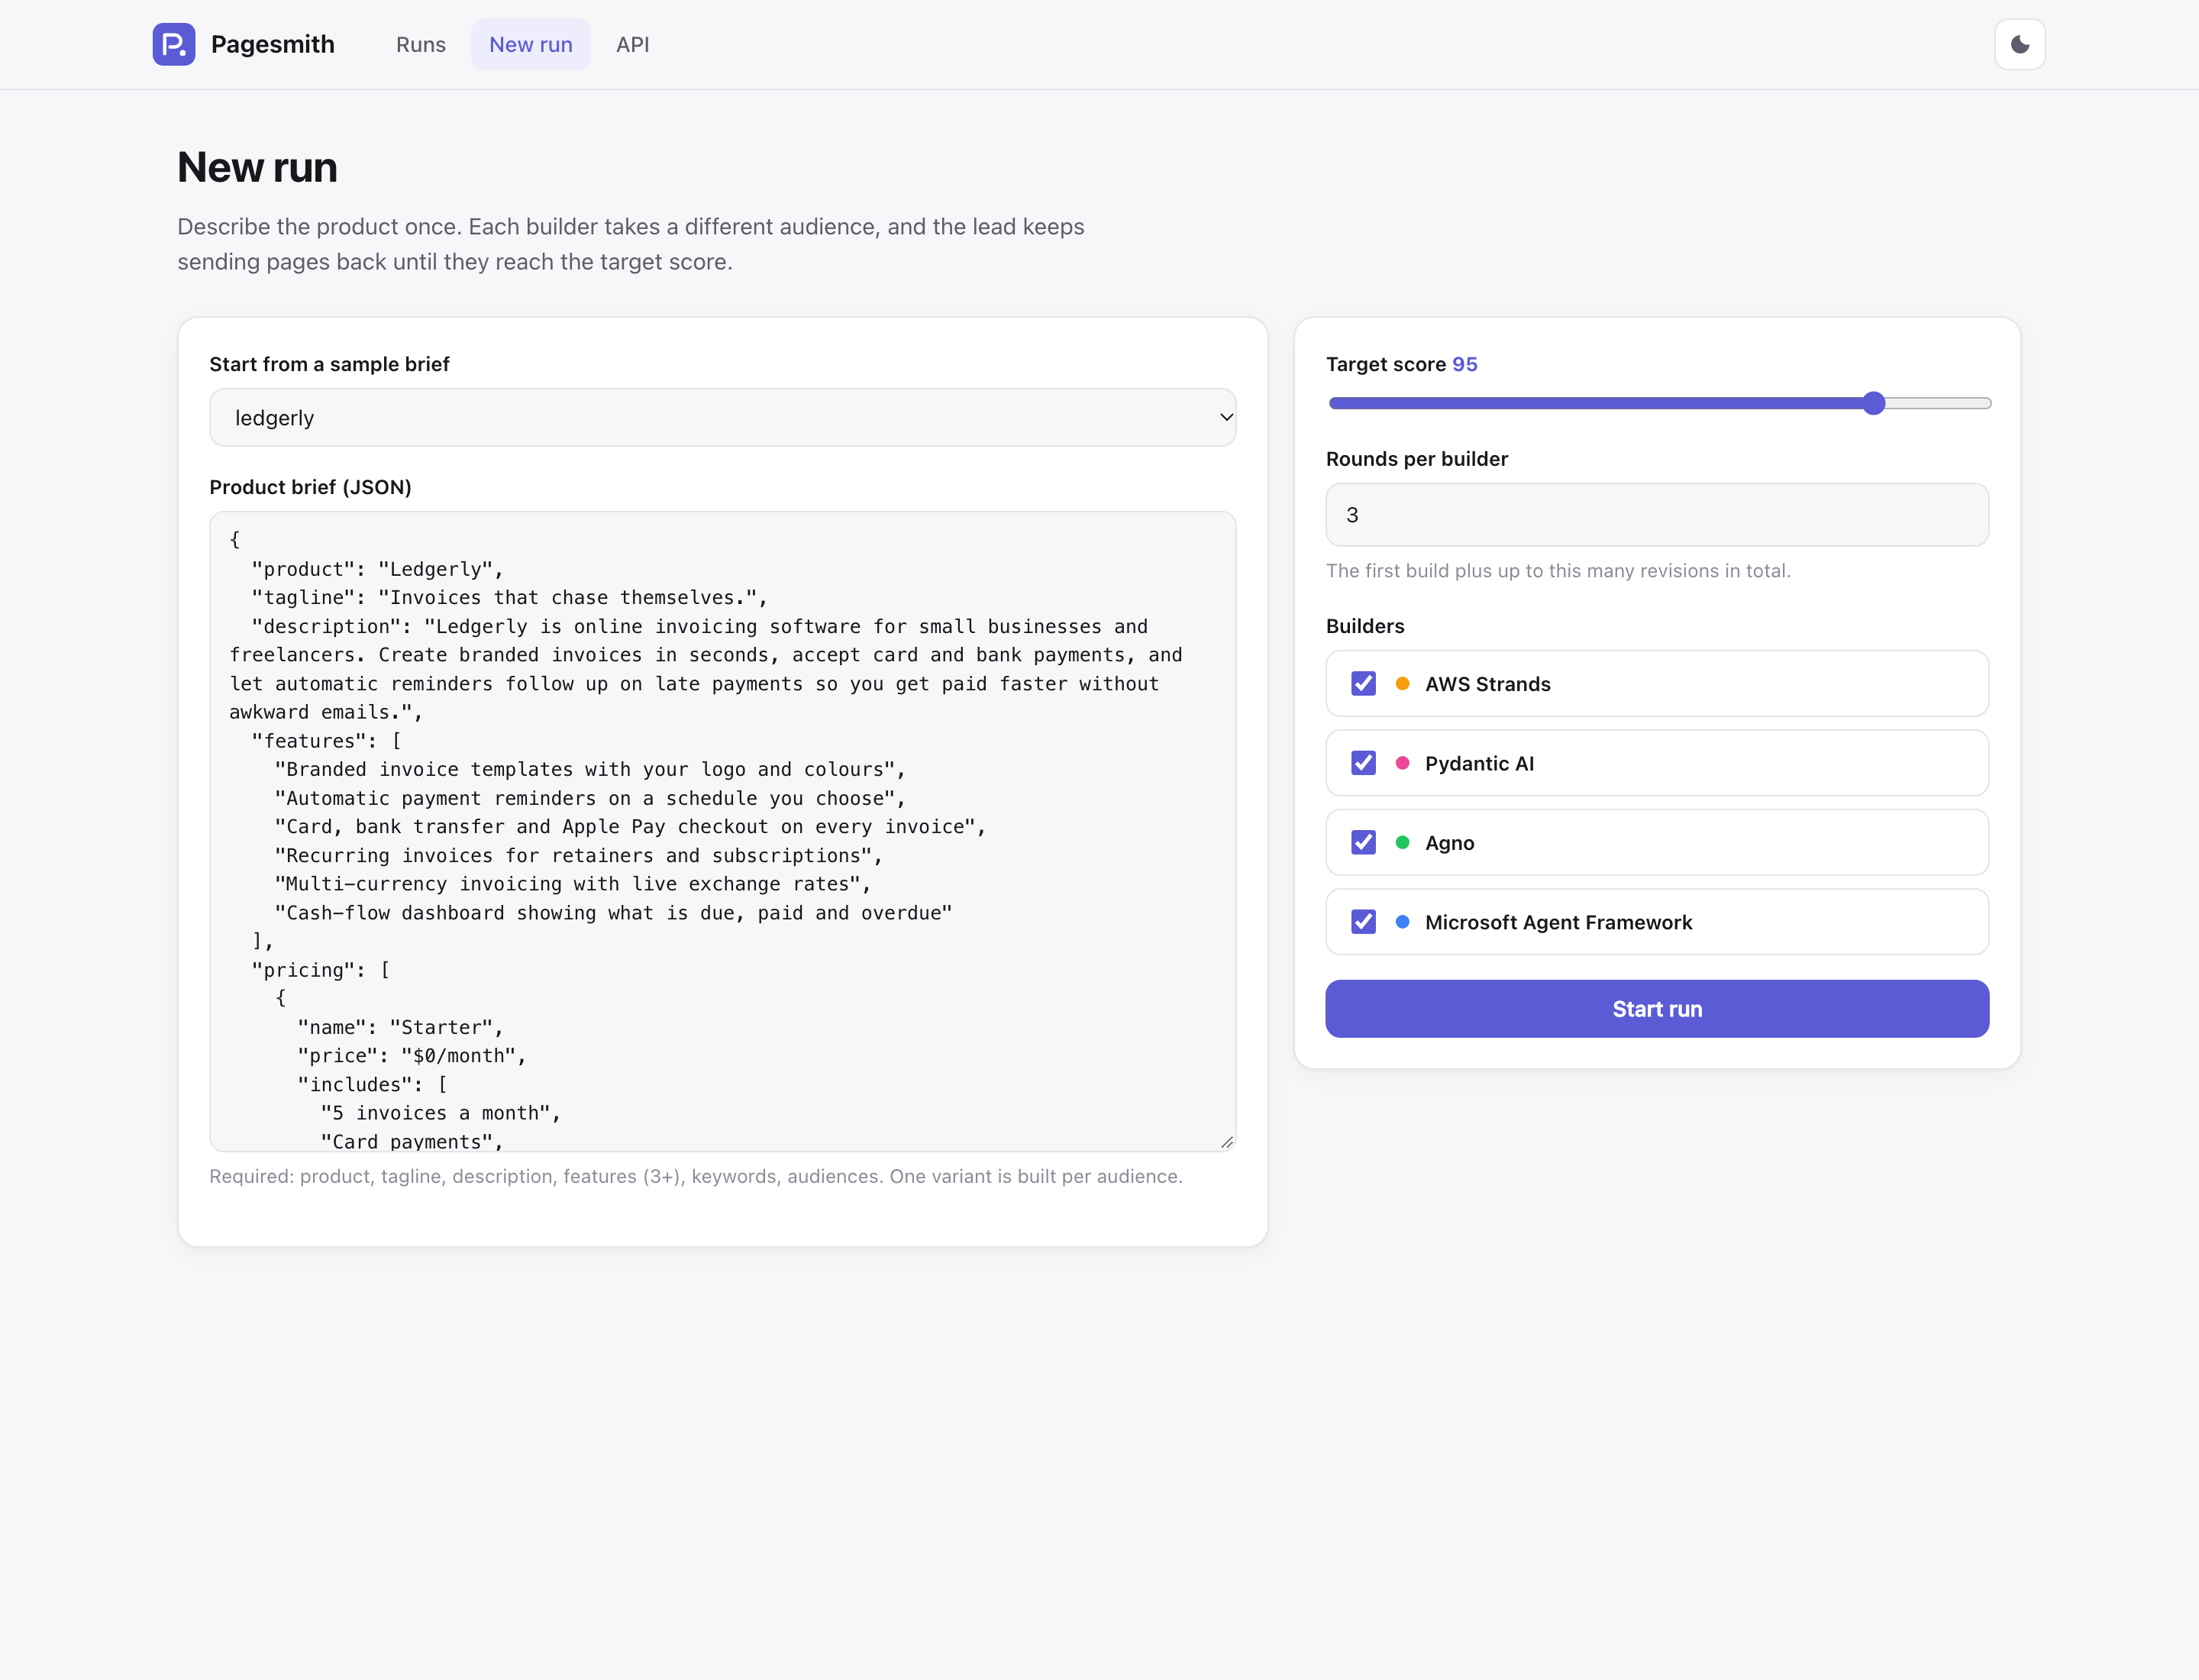 Pagesmith
Runs
New run
API
New run
Describe the product once. Each builder takes a different audience, and the lead keeps
sending pages back until they reach the target score.
Start from a sample brief
ledgerly
Product brief (JSON)
{
  "product": "Ledgerly",
  "tagline": "Invoices that chase themselves.",
  "description": "Ledgerly is online invoicing software for small businesses and
freelancers. Create branded invoices in seconds, accept card and bank payments, and
let automatic reminders follow up on late payments so you get paid faster without
awkward emails.",
  "features": [
    "Branded invoice templates with your logo and colours",
    "Automatic payment reminders on a schedule you choose",
    "Card, bank transfer and Apple Pay checkout on every invoice",
    "Recurring invoices for retainers and subscriptions",
    "Multi-currency invoicing with live exchange rates",
    "Cash-flow dashboard showing what is due, paid and overdue"
  ],
  "pricing": [
    {
      "name": "Starter",
      "price": "$0/month",
      "includes": [
        "5 invoices a month",
        "Card payments",
Required: product, tagline, description, features (3+), keywords, audiences. One variant is built per audience.
Target score 95
Rounds per builder
3
The first build plus up to this many revisions in total.
Builders
AWS Strands
Pydantic AI
Agno
Microsoft Agent Framework
Start run